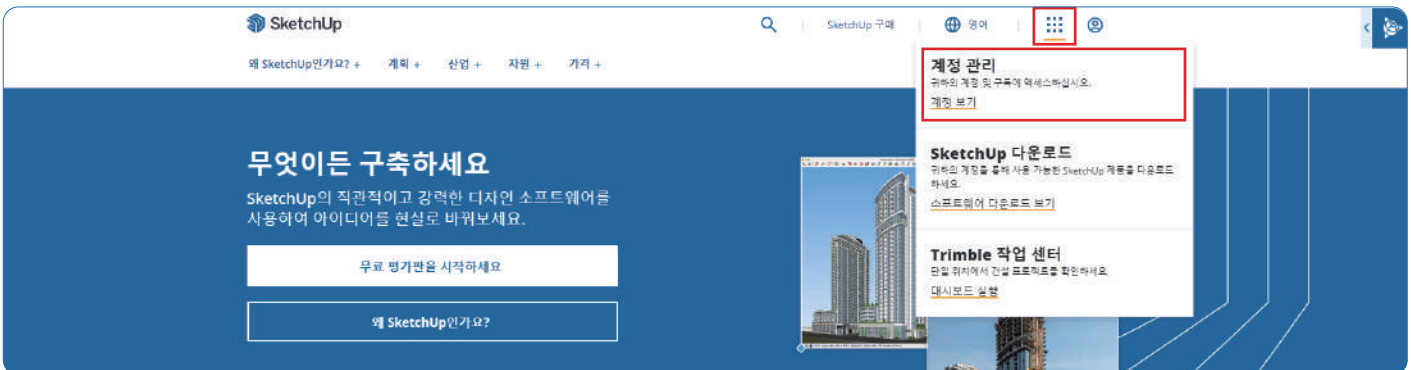 SketchUp
SketchUp 구매
영어
왜 SketchUp인가요? +
계획 +
산업 +
자원 +
가격 +
계정 관리
귀하의 계정 및 구독에 액세스하십시오.
계정 보기
SketchUp 다운로드
귀하의 계정을 통해 사용 가능한 SketchUp 제품을 다운로드
하세요.
소프트웨어 다운로드 보기
Trimble 작업 센터
단일 위치에서 건설 프로젝트를 확인하세요.
대시보드 실행
무엇이든 구축하세요
SketchUp의 직관적이고 강력한 디자인 소프트웨어를
사용하여 아이디어를 현실로 바꿔보세요.
무료 평가판을 시작하세요
왜 SketchUp인가요?